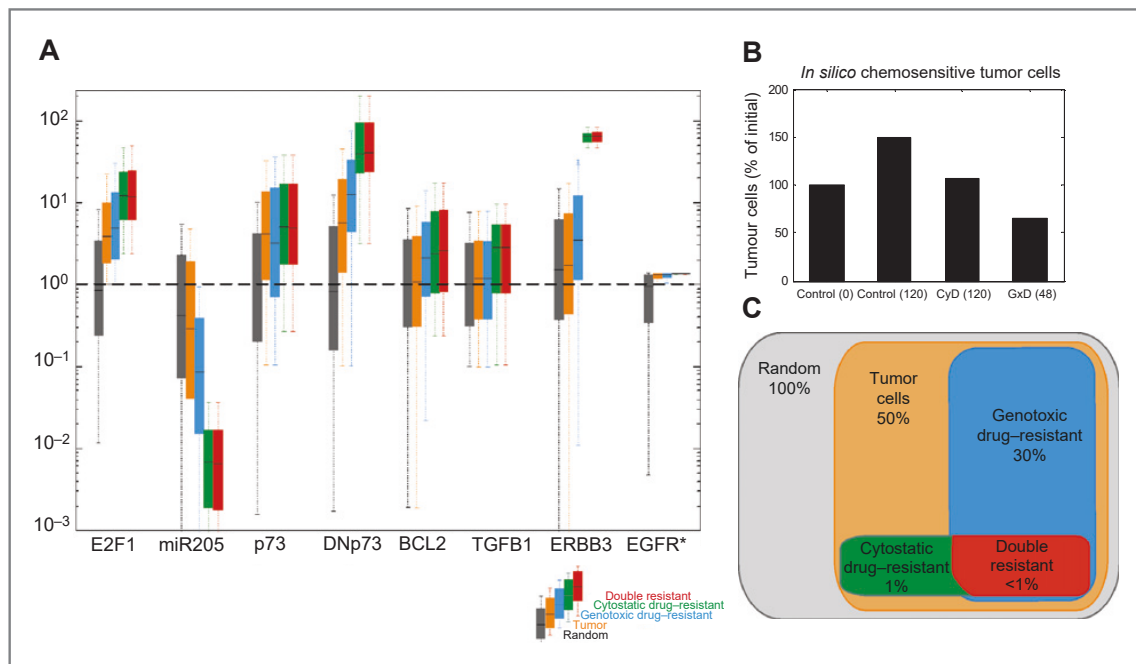 A
10²
10¹
10⁰
10⁻¹
10⁻²
10⁻³
E2F1 miR205 p73 DNp73 BCL2 TGFB1 ERBB3 EGFR*
Double resistant
Cytostatic drug–resistant
Genotoxic drug–resistant
Tumor
Random
B
In silico chemosensitive tumor cells
Tumour cells (% of initial)
200
150
100
50
0
Control (0) Control (120) CyD (120) GxD (48)
C
Random
100%
Tumor
cells
50%
Genotoxic
drug–resistant
30%
Cytostatic
drug–resistant
1%
Double
resistant
<1%